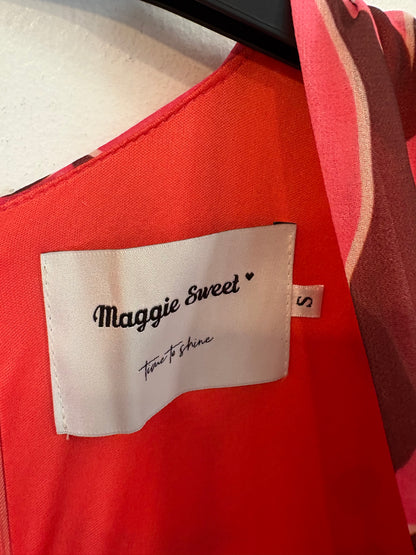 Maggie Sweet ♥
time to shine
S